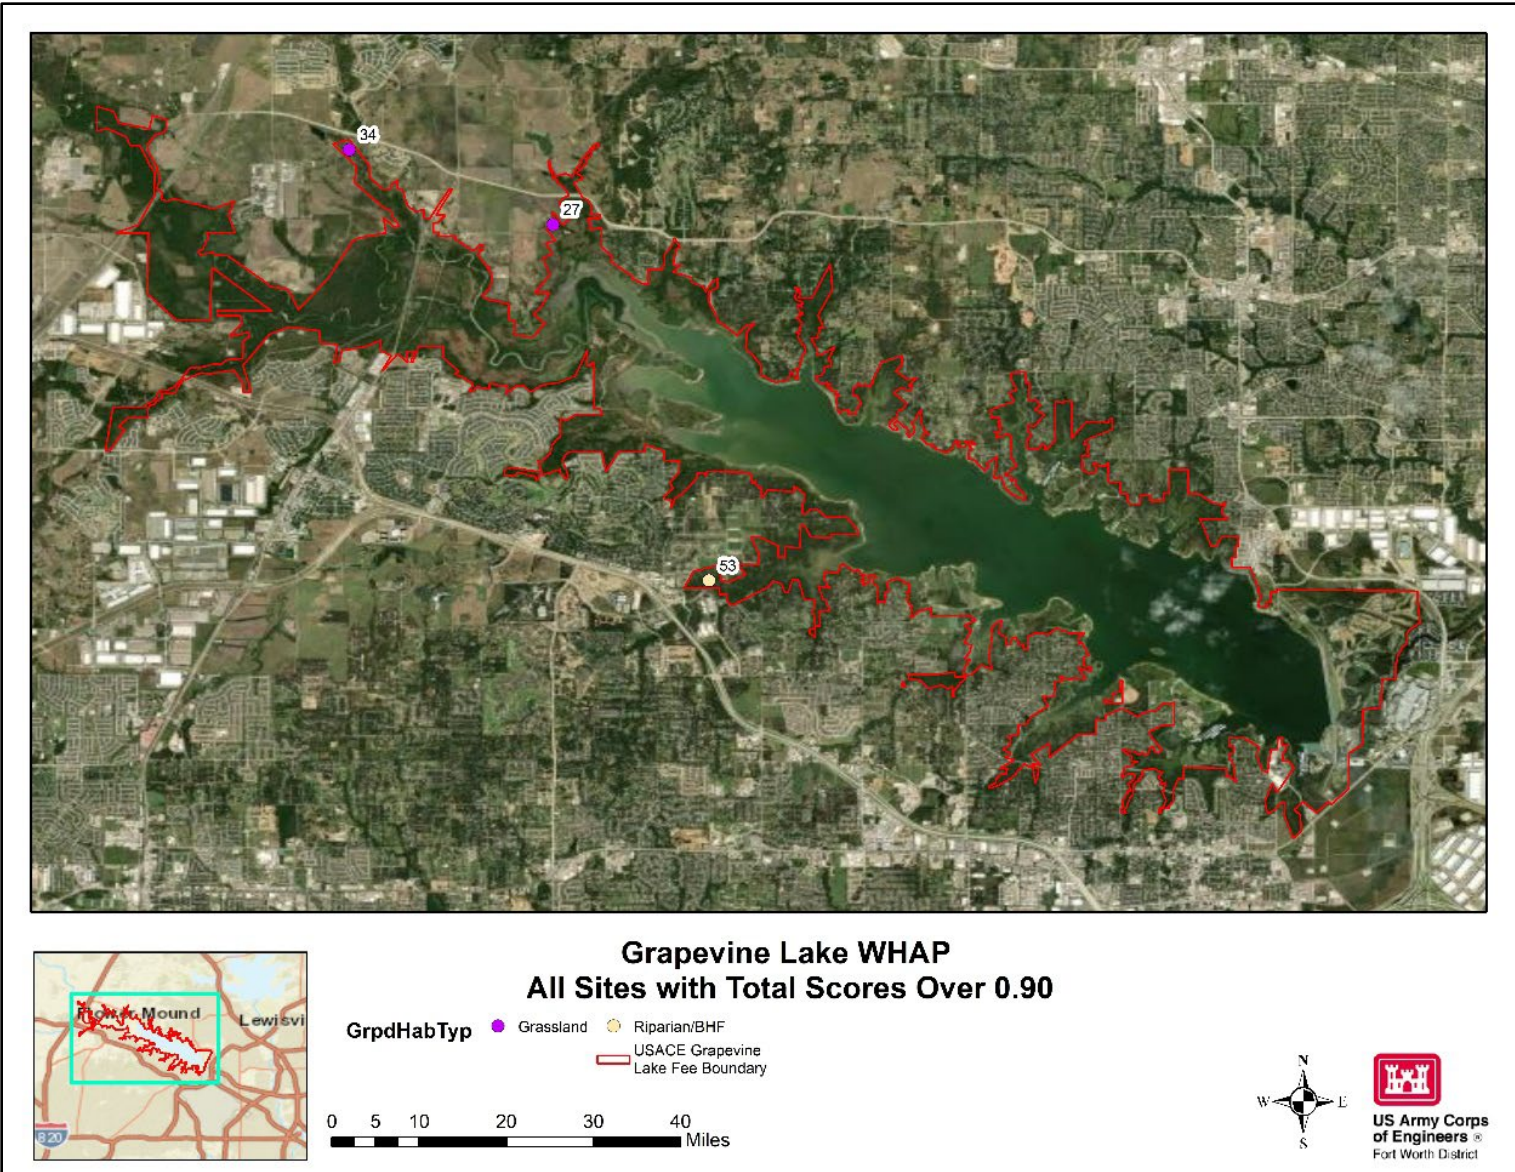 34
27
53
Grapevine Lake WHAP
All Sites with Total Scores Over 0.90
GrpdHabTyp
Grassland
Riparian/BHF
USACE Grapevine
Lake Fee Boundary
0 5 10 20 30 40
Miles
Flower Mound
Lewisvi
820
N
W E
S
US Army Corps
of Engineers ®
Fort Worth District